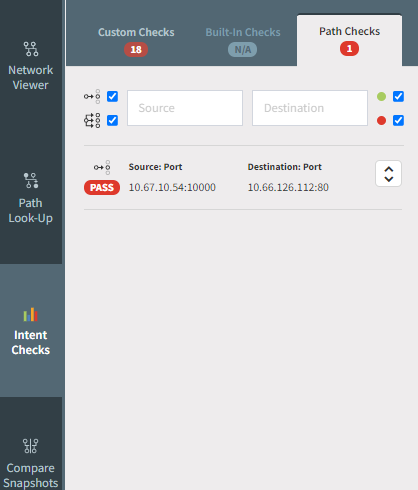 Network
Viewer
Path
Look-Up
Intent
Checks
Compare
Snapshots
Custom Checks
18
Built-In Checks
N/A
Path Checks
1
Source
Destination
Source: Port
Destination: Port
PASS
10.67.10.54:10000
10.66.126.112:80